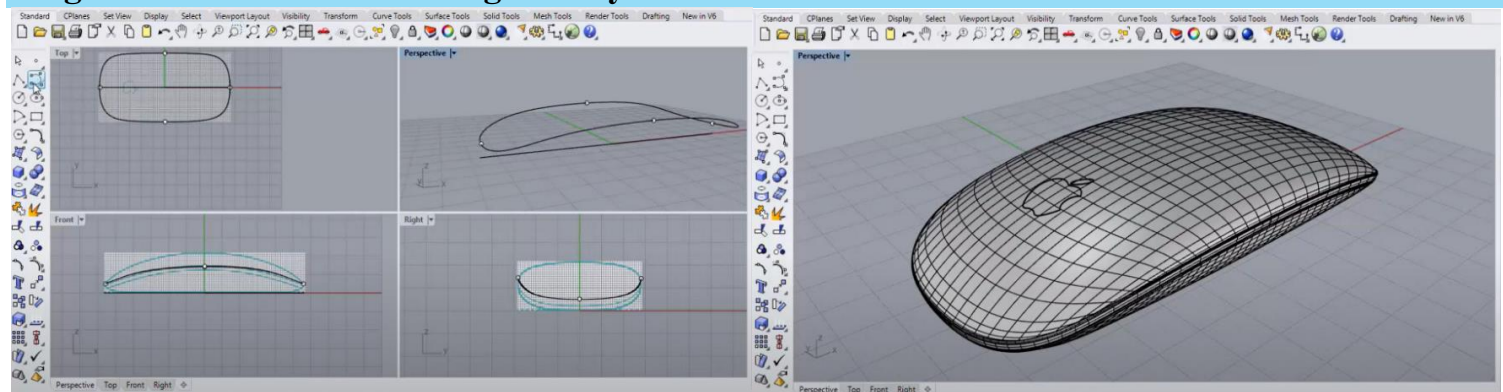 Standard CPlanes Set View Display Select Viewport Layout Visibility Transform Curve Tools Surface Tools Solid Tools Mesh Tools Render Tools Drafting New in V6
Top
Perspective
y
x
z
Front
Right
z
x
z
y
Perspective Top Front Right
Standard CPlanes Set View Display Select Viewport Layout Visibility Transform Curve Tools Surface Tools Solid Tools Mesh Tools Render Tools Drafting New in V6
Perspective
Perspective Top Front Right